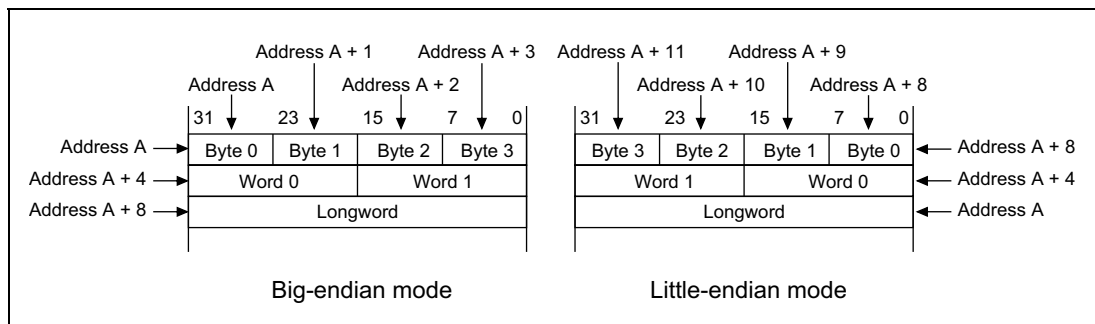 Address A + 1
Address A + 3
Address A + 11
Address A + 9
Address A
Address A + 2
Address A + 10
Address A + 8
31 23 15 7 0
31 23 15 7 0
Address A
Byte 0
Byte 1
Byte 2
Byte 3
Byte 3
Byte 2
Byte 1
Byte 0
Address A + 8
Address A + 4
Word 0
Word 1
Word 1
Word 0
Address A + 4
Address A + 8
Longword
Longword
Address A
Big-endian mode
Little-endian mode